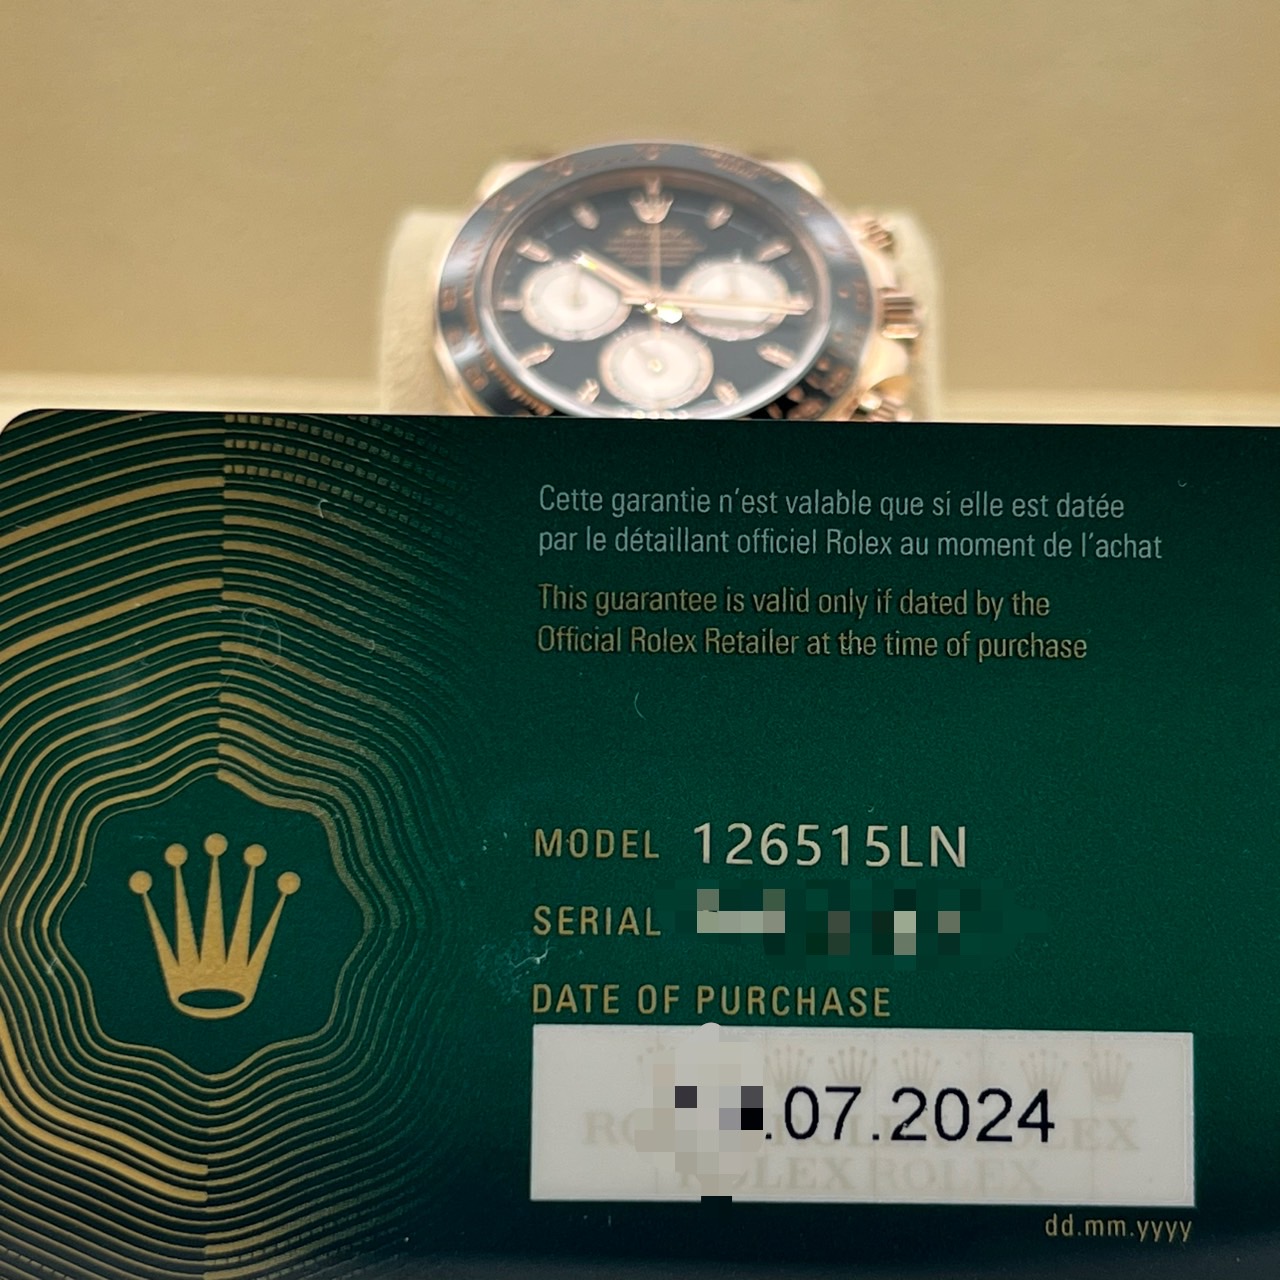 Cette garantie n'est valable que si elle est datée
par le détaillant officiel Rolex au moment de l'achat
This guarantee is valid only if dated by the
Official Rolex Retailer at the time of purchase
MODEL 126515LN
SERIAL
DATE OF PURCHASE
.07.2024
ROLEX ROLEX
dd.mm.yyyy